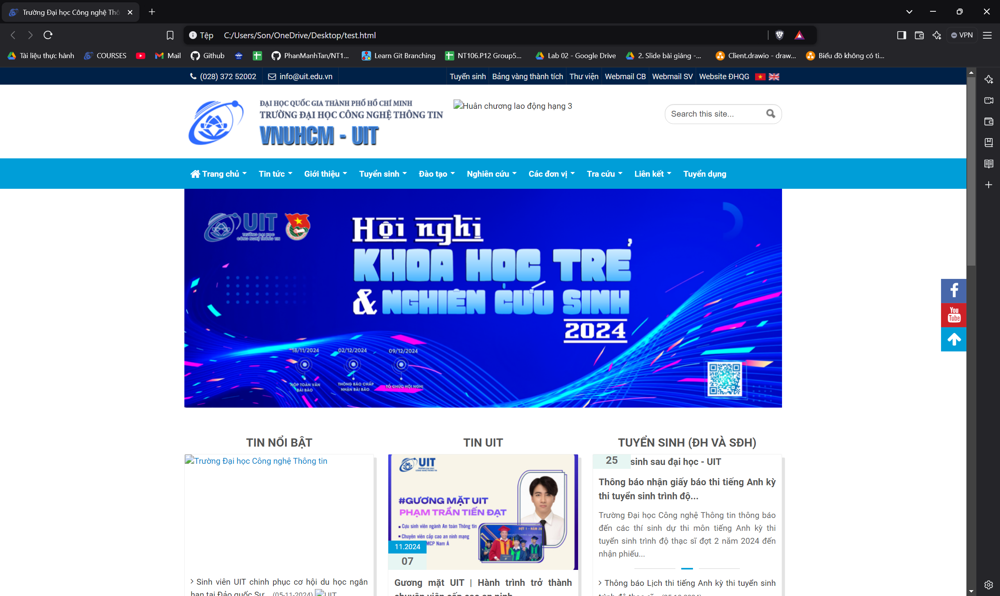 Trường Đại học Công nghệ Thô
Tệp C:/Users/Son/OneDrive/Desktop/test.html
VPN
Tài liệu thực hành COURSES Mail Github PhanManhTan/NT1... Learn Git Branching NT106.P12 Group5... Lab 02 - Google Drive 2. Slide bài giảng -... Client.drawio - draw... Biểu đồ không có ti...
(028) 372 52002 info@uit.edu.vn Tuyển sinh Bảng vàng thành tích Thư viện Webmail CB Webmail SV Website ĐHQG
ĐẠI HỌC QUỐC GIA THÀNH PHỐ HỒ CHÍ MINH
TRƯỜNG ĐẠI HỌC CÔNG NGHỆ THÔNG TIN
VNUHCM - UIT
Huân chương lao động hạng 3
Search this site...
Trang chủ Tin tức Giới thiệu Tuyển sinh Đào tạo Nghiên cứu Các đơn vị Tra cứu Liên kết Tuyển dụng
UIT
TRƯỜNG ĐẠI HỌC
CÔNG NGHỆ THÔNG TIN
Hội nghị
KHOA HỌC TRẺ
& NGHIÊN CỨU SINH
2024
18/11/2024 02/12/2024 09/12/2024
NỘP TOÀN VĂN
BÀI BÁO
THÔNG BÁO CHẤP
NHẬN BÀI BÁO
TỔ CHỨC HỘI NGHỊ
You
Tube
TIN NỔI BẬT
Trường Đại học Công nghệ Thông tin
Sinh viên UIT chinh phục cơ hội du học ngắn
hạn tại Đảo quốc Sư... (05-11-2024) UIT
TIN UIT
UIT
TRƯỜNG ĐẠI HỌC
CÔNG NGHỆ THÔNG TIN
#GƯƠNG MẶT UIT
PHẠM TRẦN TIẾN ĐẠT
Cựu sinh viên ngành An toàn Thông tin
Chuyên viên cấp cao an ninh mạng
MCP Nam Á
ĐỢT 1 - NĂM 20
11.2024
07
Gương mặt UIT | Hành trình trở thành
chuyên viên cấp cao an ninh
TUYỂN SINH (ĐH VÀ SĐH)
25
sinh sau đại học - UIT
Thông báo nhận giấy báo thi tiếng Anh kỳ
thi tuyển sinh trình độ...
Trường Đại học Công nghệ Thông tin thông báo
đến các thí sinh dự thi môn tiếng Anh kỳ thi
tuyển sinh trình độ thạc sĩ đợt 2 năm 2024 đến
nhận phiếu...
Thông báo Lịch thi tiếng Anh kỳ thi tuyển sinh
trình độ thạc sĩ...